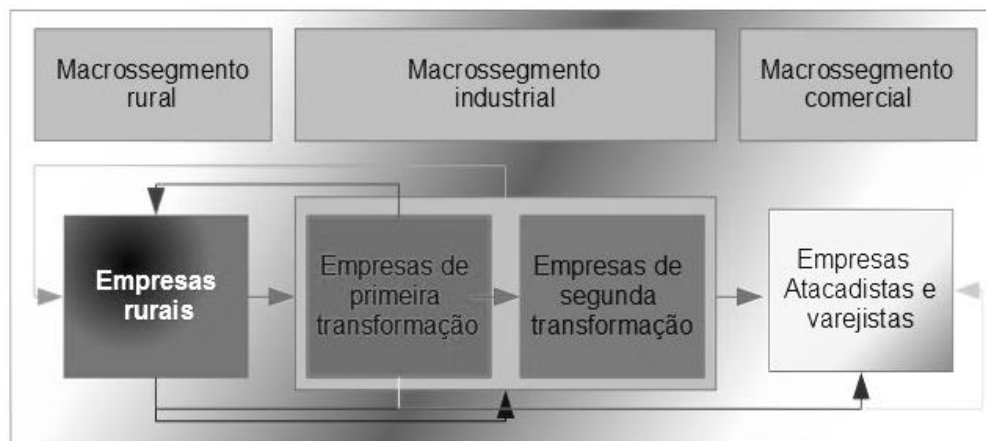 Macrossegmento
rural
Macrossegmento
industrial
Macrossegmento
comercial
Empresas
rurais
Empresas de
primeira
transformação
Empresas de
segunda
transformação
Empresas
Atacadistas e
varejistas